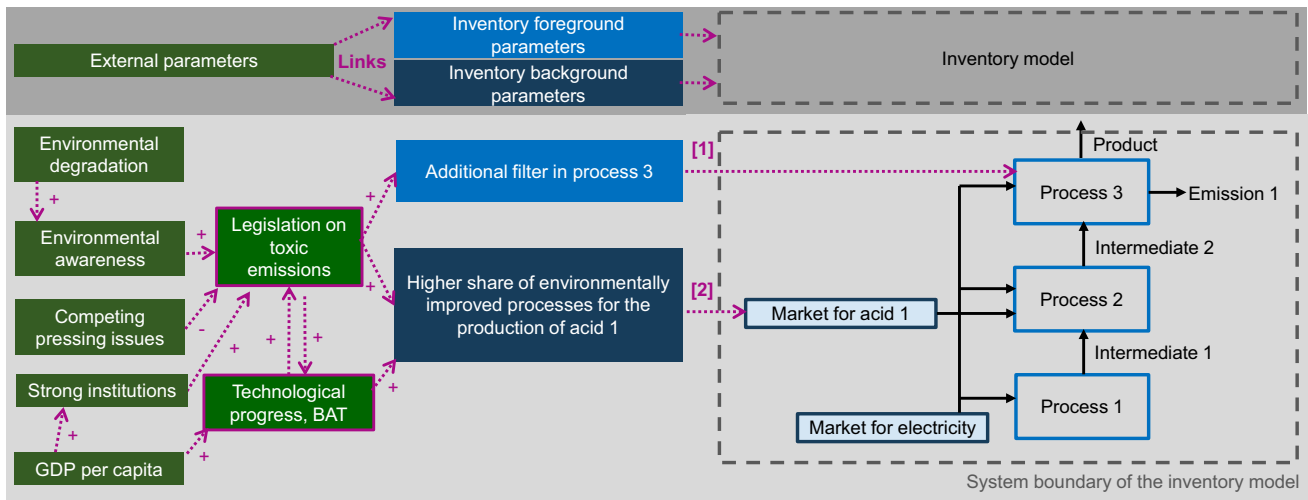 External parameters
Links
Inventory foreground
parameters
Inventory background
parameters
Inventory model
Environmental
degradation
+
Environmental
awareness
+
Competing
pressing issues
-
Strong institutions
+
+
GDP per capita
+
Legislation on
toxic
emissions
+
+
+
+
Technological
progress, BAT
+
Additional filter in process 3
Higher share of environmentally
improved processes for the
production of acid 1
[1]
[2]
Product
Process 3
Emission 1
Intermediate 2
Market for acid 1
Process 2
Intermediate 1
Process 1
Market for electricity
System boundary of the inventory model